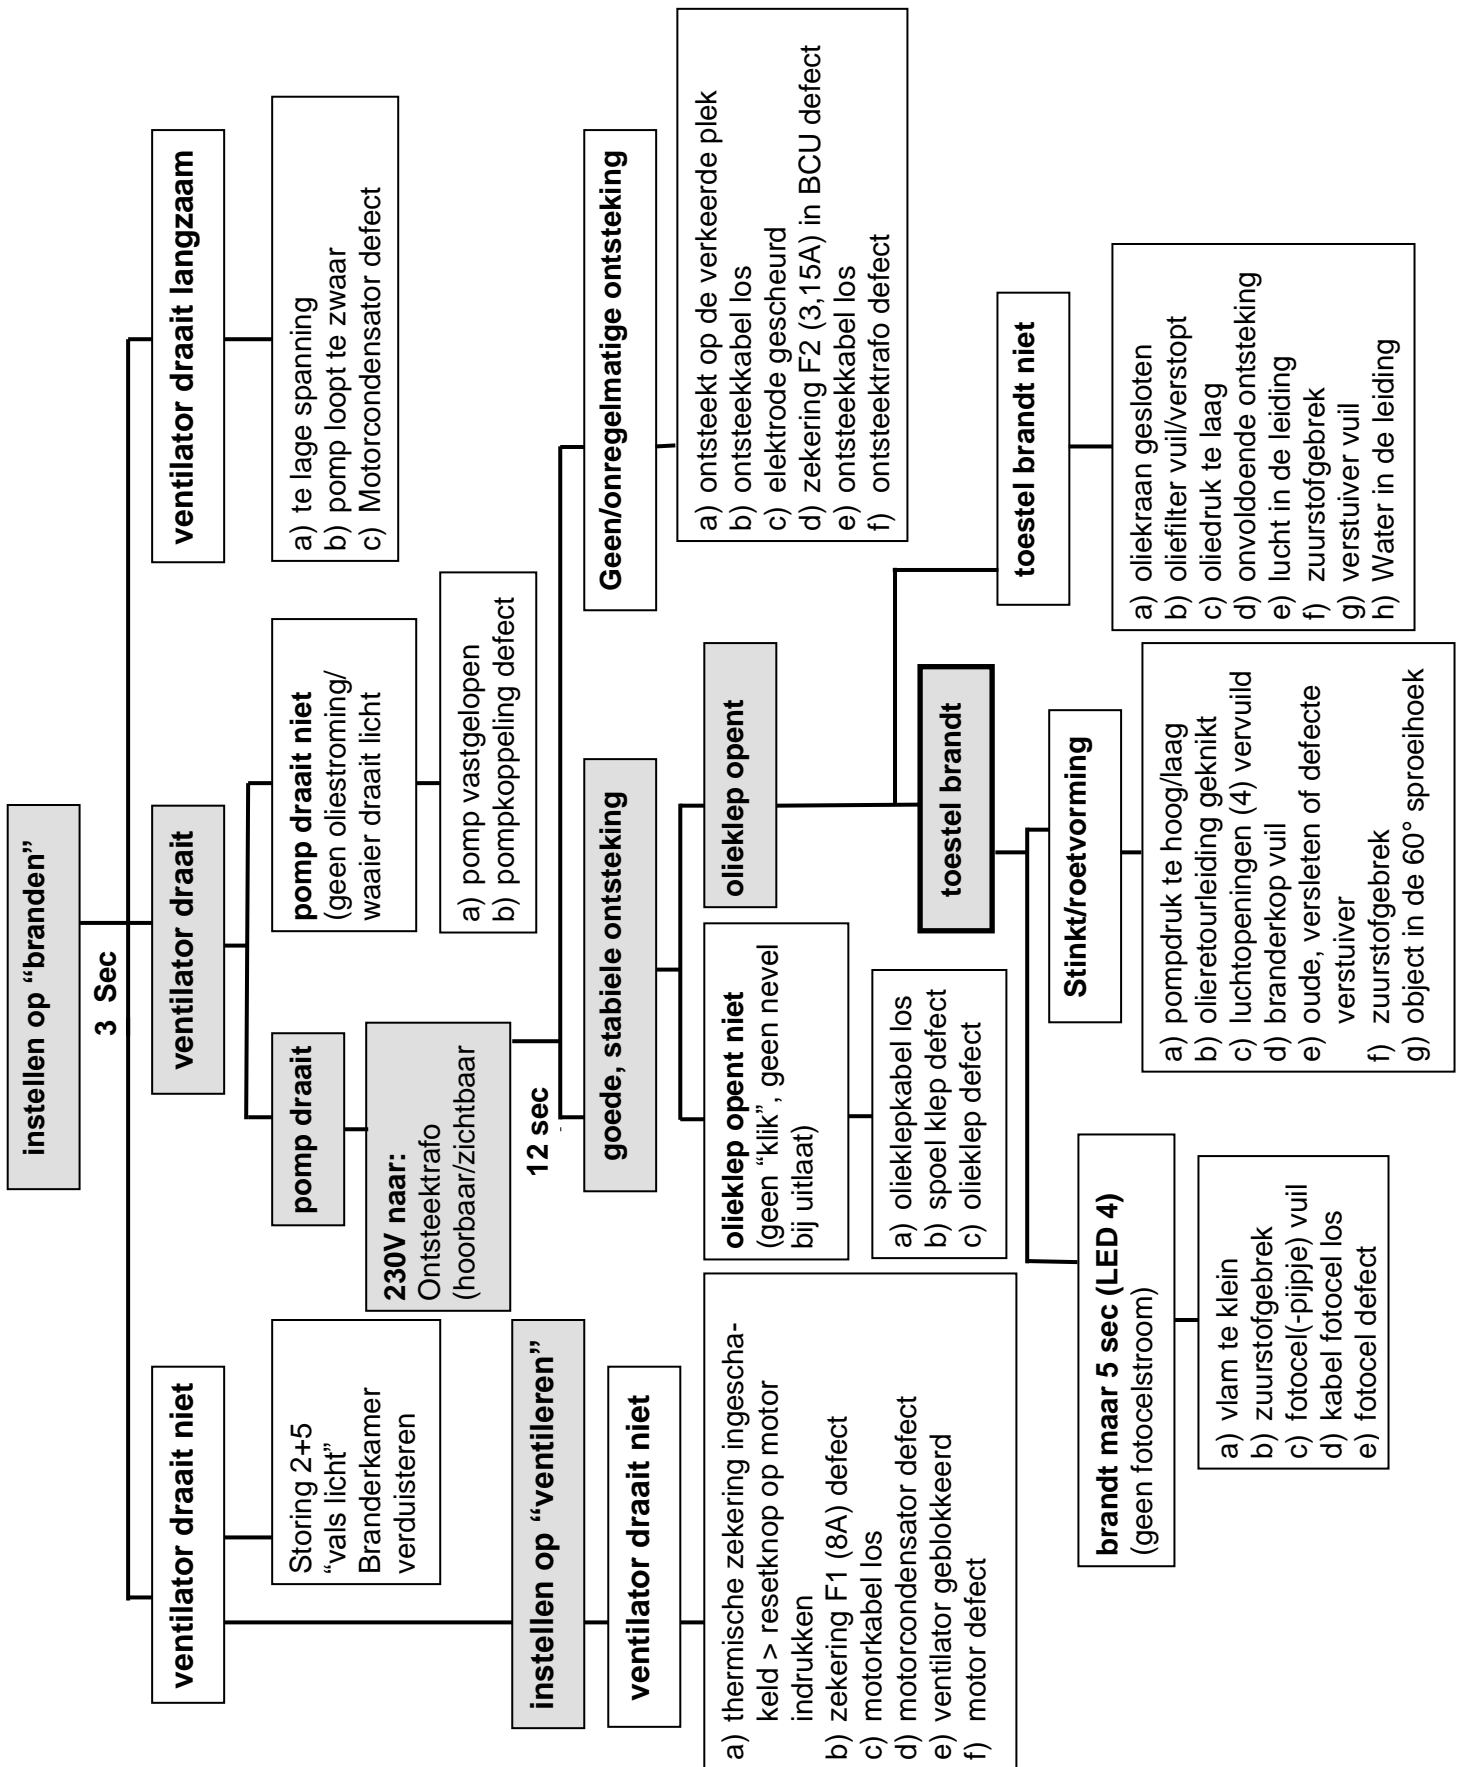 instellen op “branden”
3 Sec
ventilator draait niet
Storing 2+5
“vals licht”
Branderkamer
verduisteren
instellen op “ventileren”
ventilator draait niet
a) thermische zekering ingescha-
keld > resetknop op motor
indrukken
b) zekering F1 (8A) defect
c) motorkabel los
d) motorcondensator defect
e) ventilator geblokkeerd
f) motor defect
ventilator draait
pomp draait
230V naar:
Ontsteektrafo
(hoorbaar/zichtbaar
pomp draait niet
(geen oliestroming/
waaier draait licht
a) pomp vastgelopen
b) pompkoppeling defect
ventilator draait langzaam
a) te lage spanning
b) pomp loopt te zwaar
c) Motorcondensator defect
12 sec
goede, stabiele ontsteking
Geen/onregelmatige ontsteking
a) ontsteekt op de verkeerde plek
b) ontsteekkabel los
c) elektrode gescheurd
d) zekering F2 (3,15A) in BCU defect
e) ontsteekkabel los
f) ontsteektrafo defect
olieklep opent niet
(geen “klik”, geen nevel
bij uitlaat)
a) olieklepkabel los
b) spoel klep defect
c) olieklep defect
olieklep opent
toestel brandt
toestel brandt niet
a) oliekraan gesloten
b) oliefilter vuil/verstopt
c) oliedruk te laag
d) onvoldoende ontsteking
e) lucht in de leiding
f) zuurstofgebrek
g) verstuiver vuil
h) Water in de leiding
brandt maar 5 sec (LED 4)
(geen fotocelstroom)
a) vlam te klein
b) zuurstofgebrek
c) fotocel(-pijpje) vuil
d) kabel fotocel los
e) fotocel defect
Stinkt/roetvorming
a) pompdruk te hoog/laag
b) olieretourleiding geknikt
c) luchtopeningen (4) vervuild
d) branderkop vuil
e) oude, versleten of defecte
verstuiver
f) zuurstofgebrek
g) object in de 60° sproeihoek